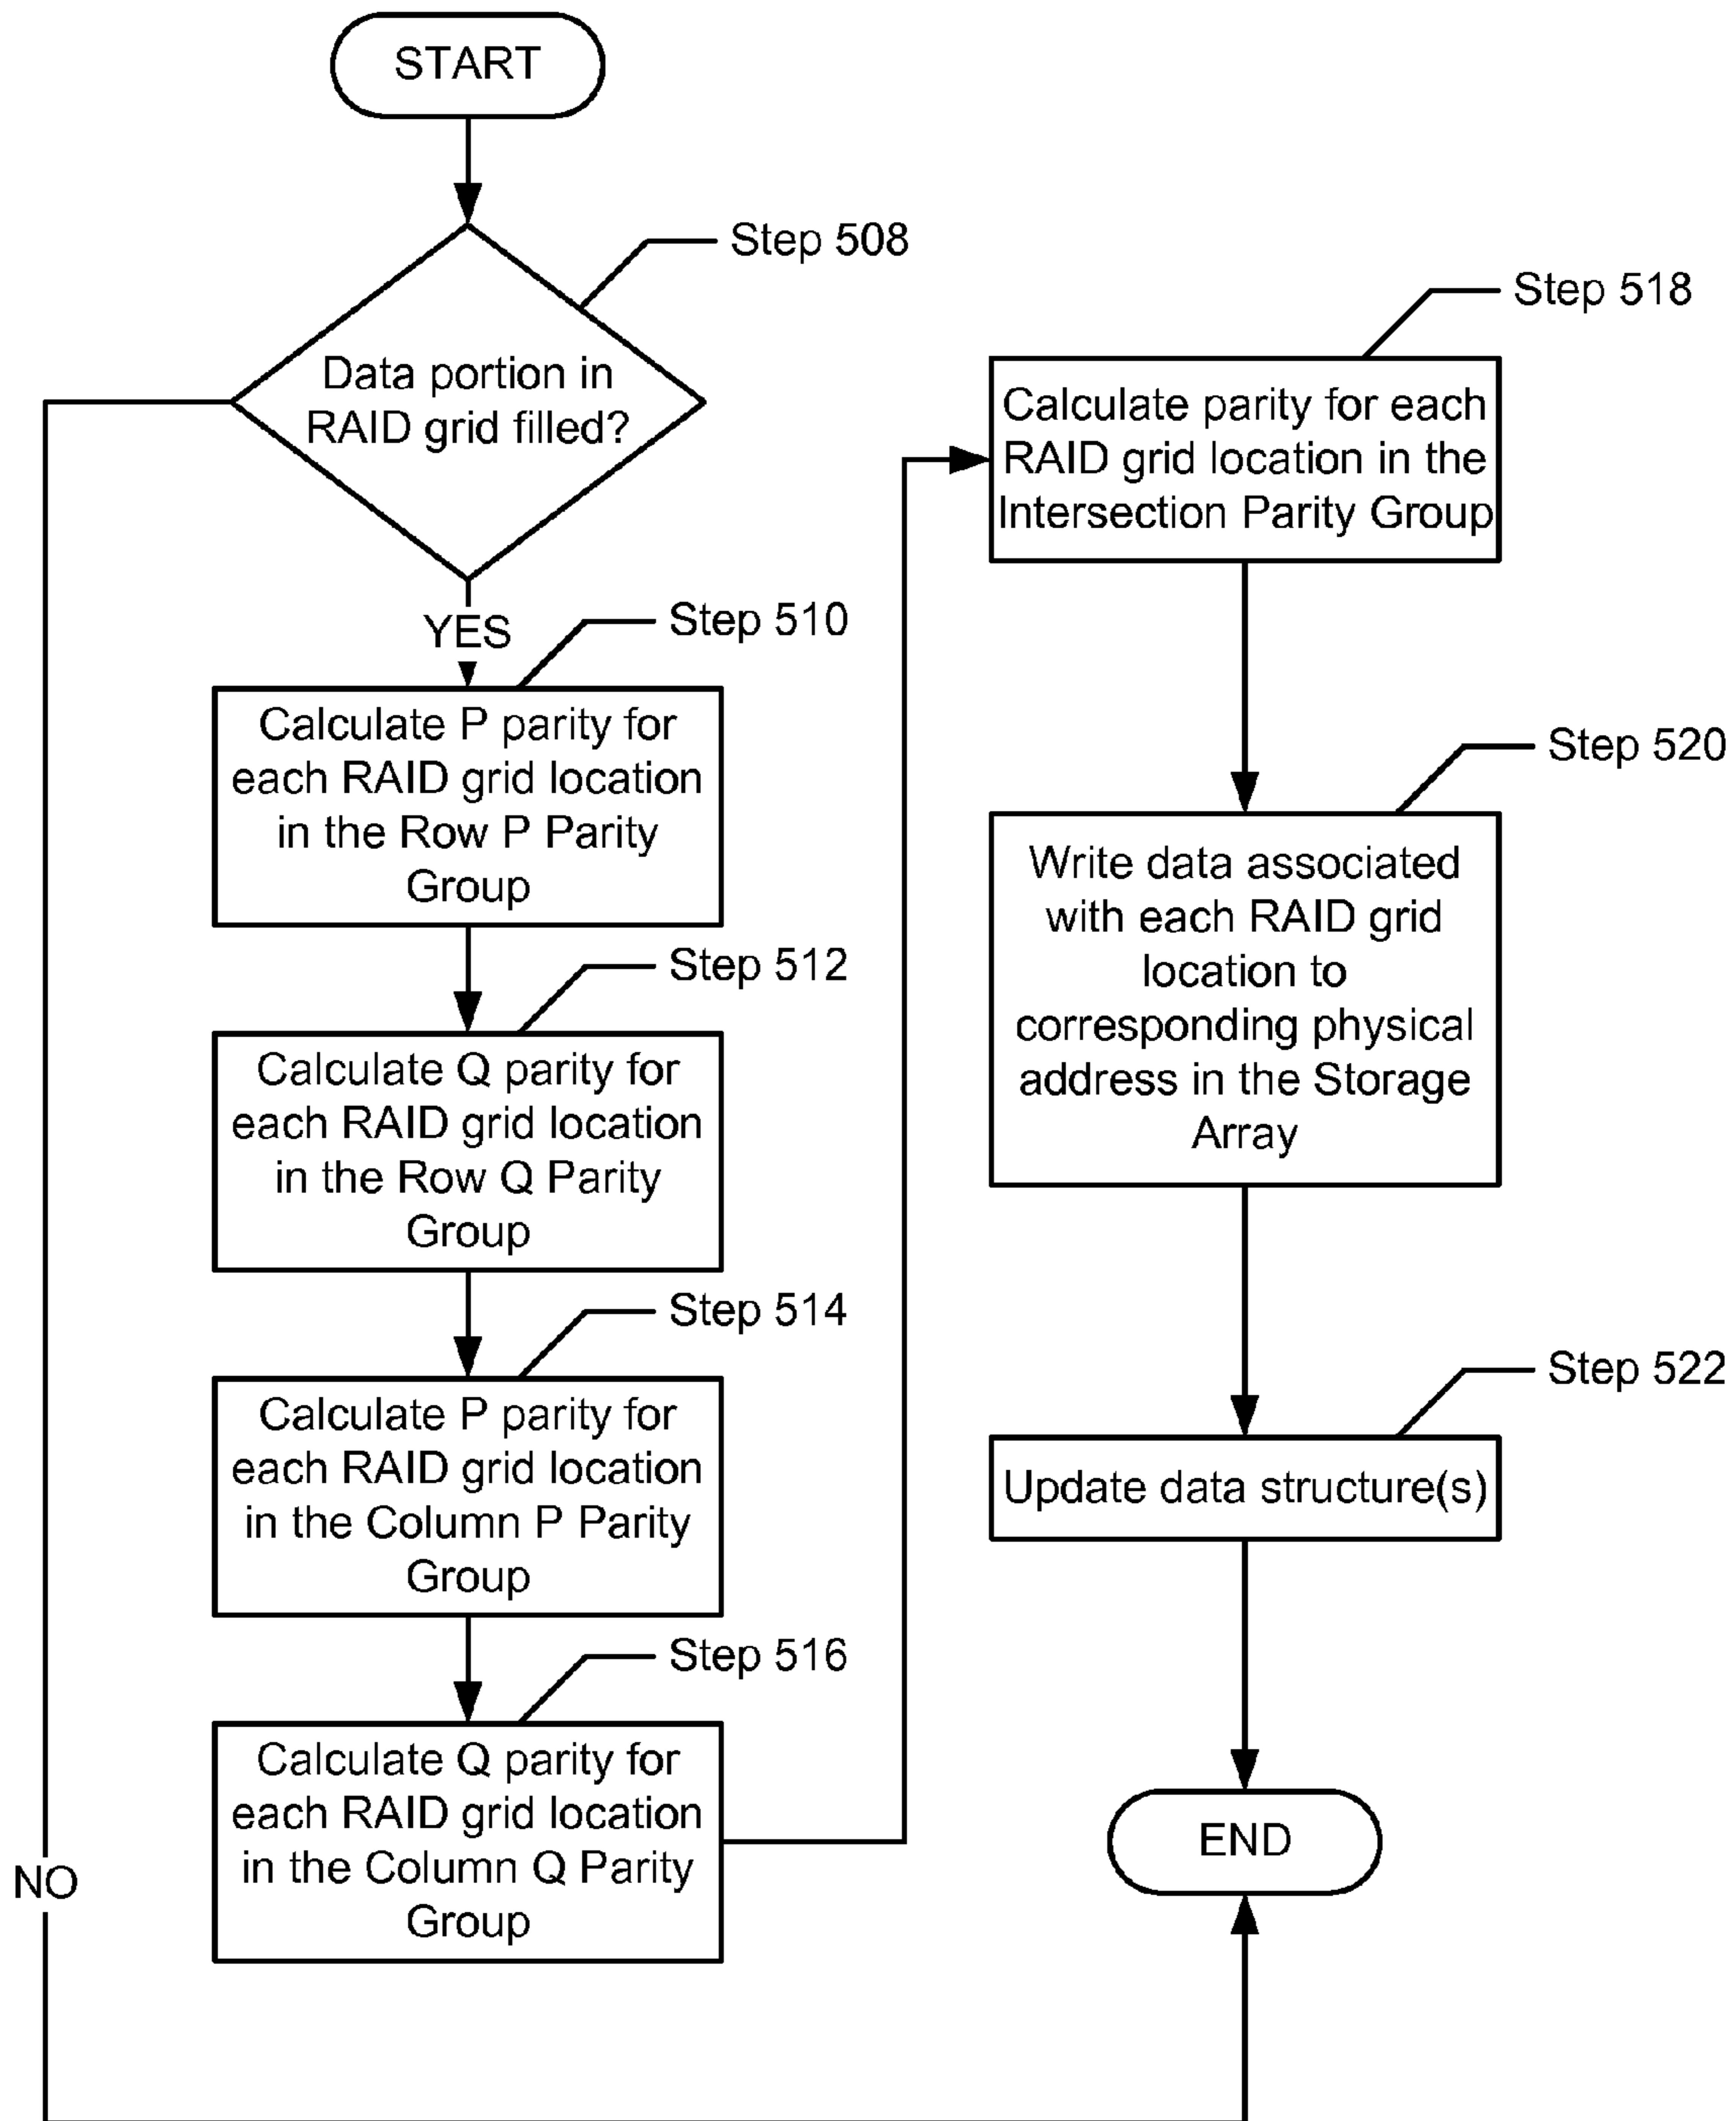 START
Step 508
Data portion in
RAID grid filled?
YES
Step 510
Calculate P parity for
each RAID grid location
in the Row P Parity
Group
Step 512
Calculate Q parity for
each RAID grid location
in the Row Q Parity
Group
Step 514
Calculate P parity for
each RAID grid location
in the Column P Parity
Group
Step 516
Calculate Q parity for
each RAID grid location
in the Column Q Parity
Group
NO
Step 518
Calculate parity for each
RAID grid location in the
Intersection Parity Group
Step 520
Write data associated
with each RAID grid
location to
corresponding physical
address in the Storage
Array
Step 522
Update data structure(s)
END